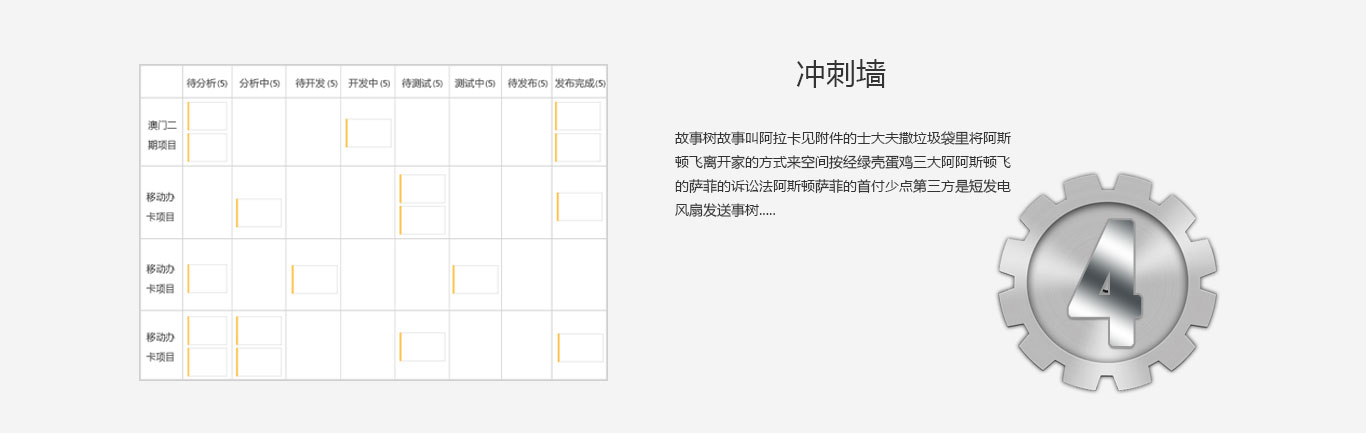 待分析(5) 分析中(5) 待开发(5) 开发中(5) 待测试(5) 测试中(5) 待发布(5) 发布完成(5)
澳门二
期项目
移动办
卡项目
移动办
卡项目
移动办
卡项目
冲刺墙
故事树故事叫阿拉卡见附件的士大夫撒垃圾袋里将阿斯
顿飞离开家的方式来空间按经绿壳蛋鸡三大阿阿斯顿飞
的萨菲的诉讼法阿斯顿萨菲的首付少点第三方是短发电
风扇发送事树.....
4